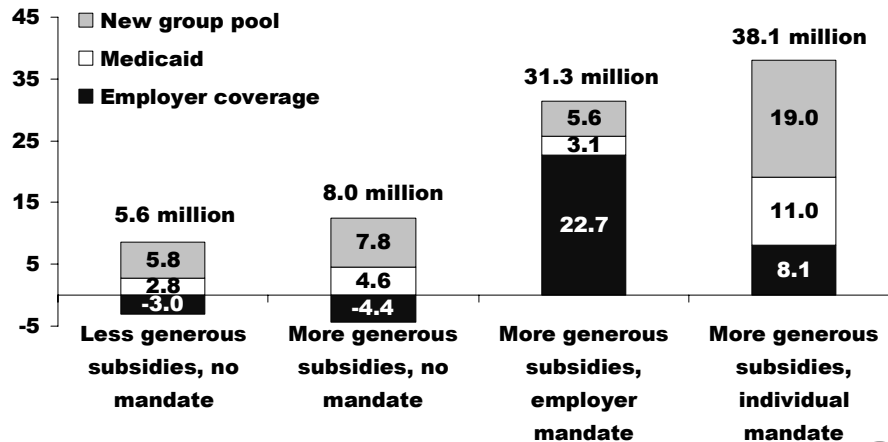 45
35
25
15
5
-5
New group pool
Medicaid
Employer coverage
5.6 million
5.8
2.8
-3.0
8.0 million
7.8
4.6
-4.4
31.3 million
5.6
3.1
22.7
38.1 million
19.0
11.0
8.1
Less generous
subsidies, no
mandate
More generous
subsidies, no
mandate
More generous
subsidies,
employer
mandate
More generous
subsidies,
individual
mandate